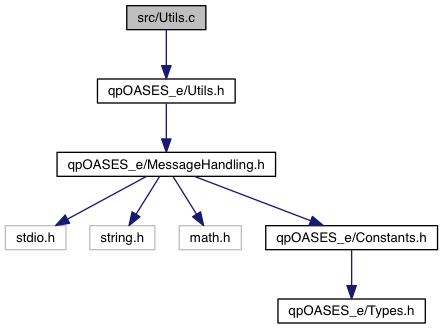 src/Utils.c
qpOASES_e/Utils.h
qpOASES_e/MessageHandling.h
stdio.h
string.h
math.h
qpOASES_e/Constants.h
qpOASES_e/Types.h